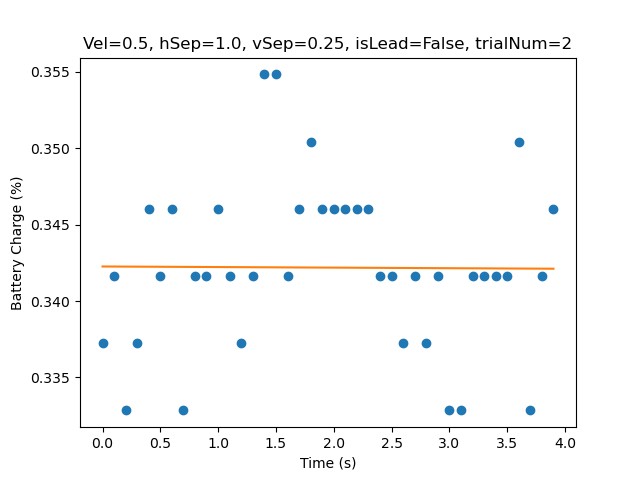 Vel=0.5, hSep=1.0, vSep=0.25, isLead=False, trialNum=2
Battery Charge (%)
0.355
0.350
0.345
0.340
0.335
0.0 0.5 1.0 1.5 2.0 2.5 3.0 3.5 4.0
Time (s)